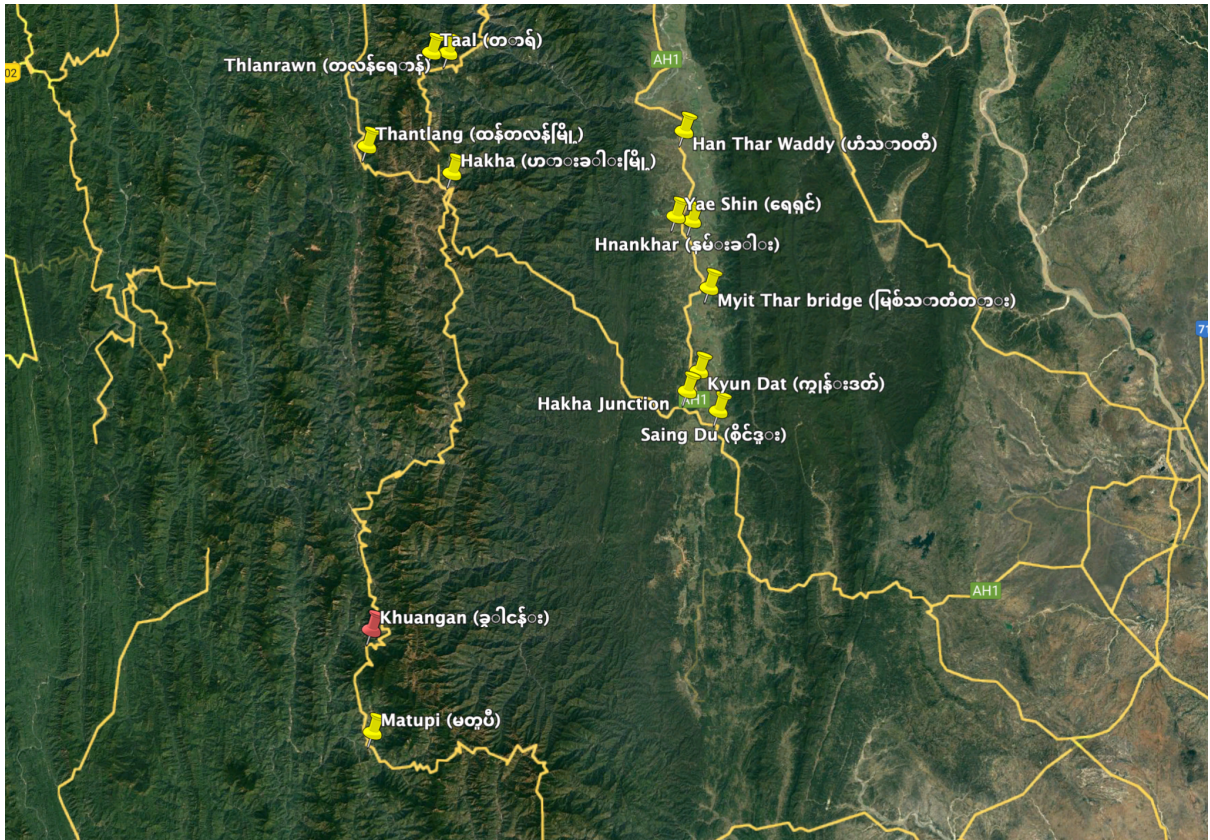 AH1
Taal (တာရ်)
Thlanrawn (တလန်ရောန်)
02
Thantlang (ထန်တလန်မြို့)
Han Thar Waddy (ဟံသာဝတီ)
Hakha (ဟားခါးမြို့)
Yae Shin (ရေရှင်)
Hnankhar (နမ်းခါး)
Myit Thar bridge (မြစ်သာတံတား)
71
Kyun Dat (ကျွန်းဒတ်)
Hakha Junction
AH1
Saing Du (စိုင်ဒူး)
AH1
Khuangan (ခွါငန်း)
Matupi (မတူပီ)